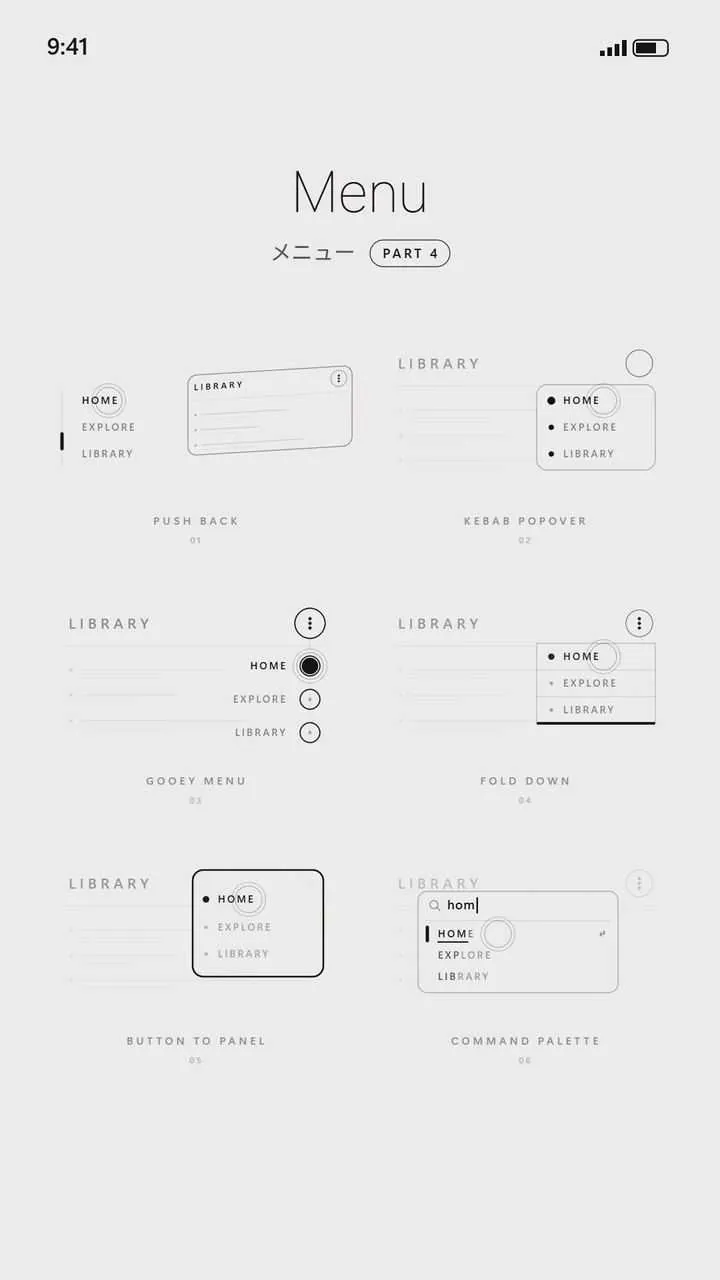 9:41
Menu
メニュー PART 4
HOME
EXPLORE
LIBRARY
LIBRARY
PUSH BACK
01
LIBRARY
HOME
EXPLORE
LIBRARY
KEBAB POPOVER
02
LIBRARY
HOME
EXPLORE
LIBRARY
GOOEY MENU
03
LIBRARY
HOME
EXPLORE
LIBRARY
FOLD DOWN
04
LIBRARY
HOME
EXPLORE
LIBRARY
BUTTON TO PANEL
05
LIBRARY
hom
HOME
EXPLORE
LIBRARY
COMMAND PALETTE
06